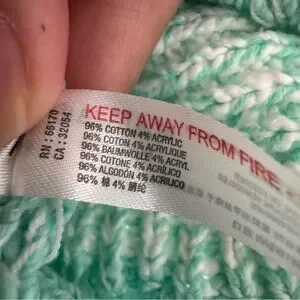 KEEP AWAY FROM FIRE
96% COTTON 4% ACRYLIC
96% COTON 4% ACRYLIQUE
96% BAUMWOLLE 4% ACRYL
96% COTONE 4% ACRILICO
96% ALGODÓN 4% ACRÍLICO
96% 棉 4% 腈纶
RN : 66170
CA : 32054